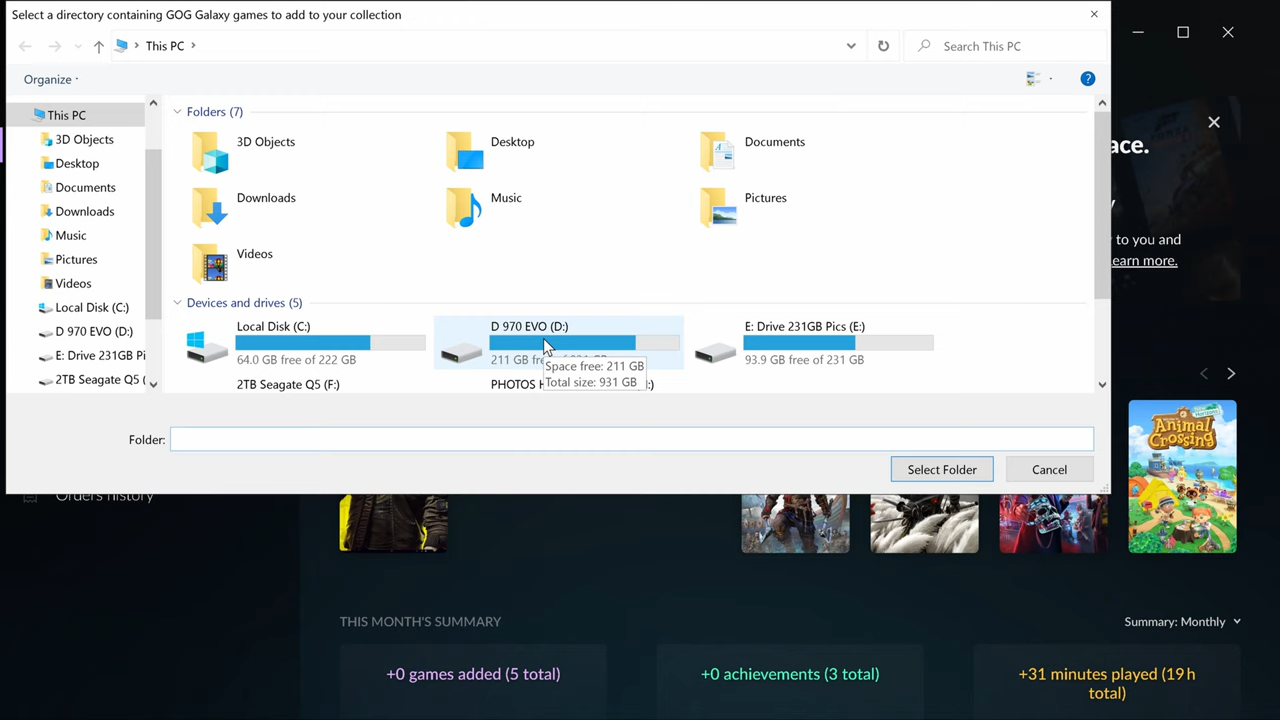 Select a directory containing GOG Galaxy games to add to your collection
This PC
Search This PC
Organize
This PC
3D Objects
Desktop
Documents
Downloads
Music
Pictures
Videos
Local Disk (C:)
D 970 EVO (D:)
E: Drive 231GB Pi
2TB Seagate Q5 (
Folders (7)
3D Objects
Desktop
Documents
Downloads
Music
Pictures
Videos
Devices and drives (5)
Local Disk (C:)
64.0 GB free of 222 GB
D 970 EVO (D:)
211 GB fre
E: Drive 231GB Pics (E:)
93.9 GB free of 231 GB
Space free: 211 GB
Total size: 931 GB
2TB Seagate Q5 (F:)
PHOTOS
Folder:
Select Folder
Cancel
ace.
to you and
earn more.
Orders history
Animal
Crossing
THIS MONTH'S SUMMARY
Summary: Monthly
+0 games added (5 total)
+0 achievements (3 total)
+31 minutes played (19 h
total)